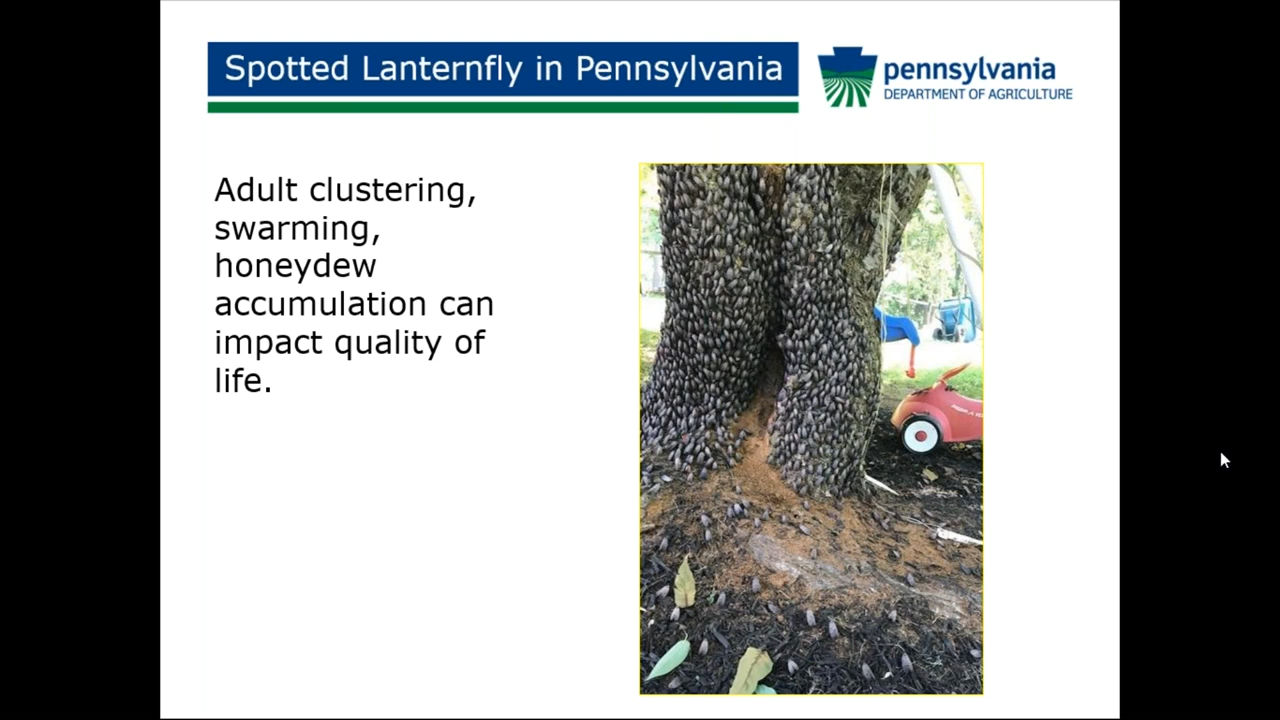 Spotted Lanternfly in Pennsylvania
pennsylvania
DEPARTMENT OF AGRICULTURE
Adult clustering,
swarming,
honeydew
accumulation can
impact quality of
life.